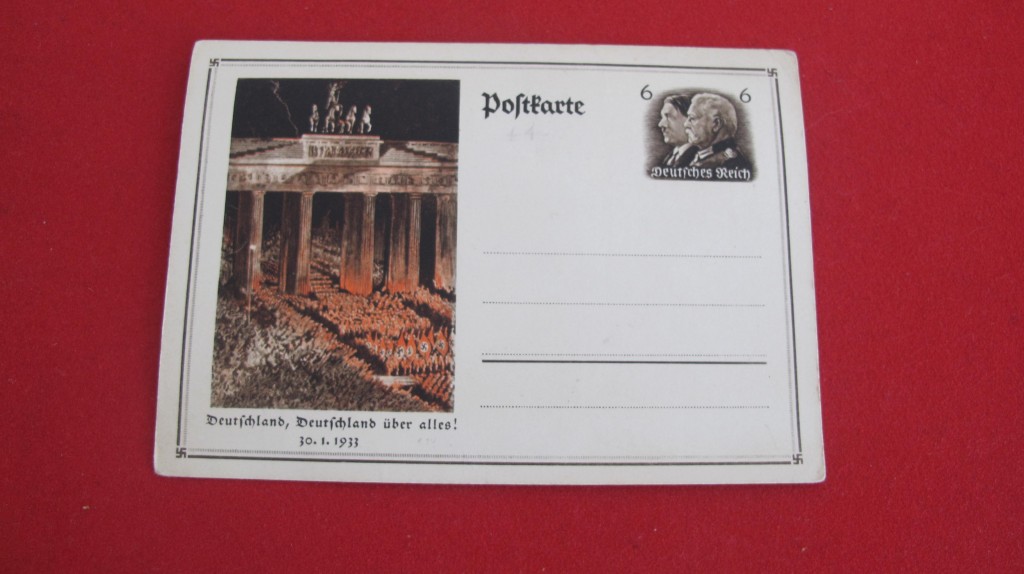 Postkarte
6 6
Deutsches Reich
Deutschland, Deutschland über alles!
30. 1. 1933